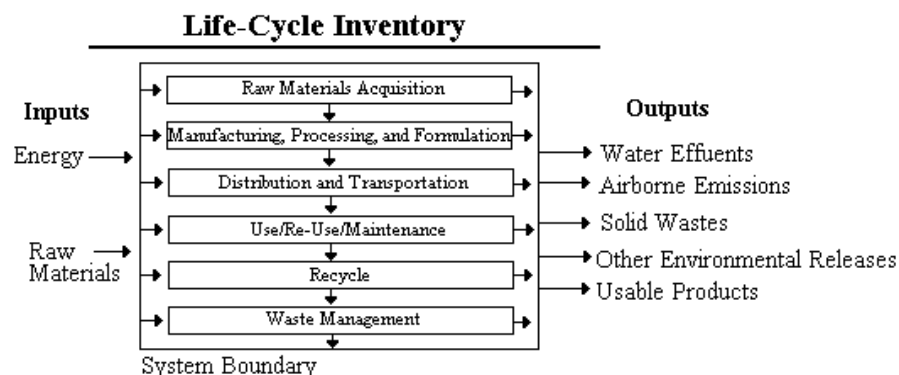 Life-Cycle Inventory
Inputs
Energy
Raw
Materials
Raw Materials Acquisition
Manufacturing, Processing, and Formulation
Distribution and Transportation
Use/Re-Use/Maintenance
Recycle
Waste Management
System Boundary
Outputs
Water Effuents
Airborne Emissions
Solid Wastes
Other Environmental Releases
Usable Products